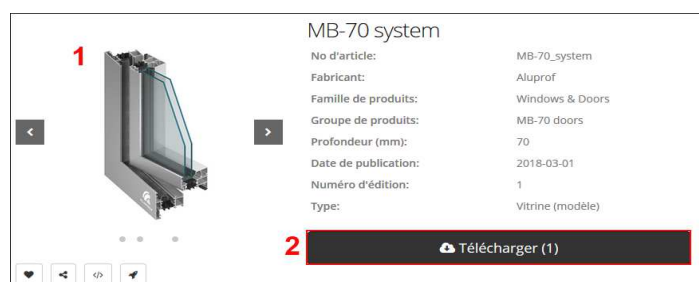 MB-70 system
1
No d'article: MB-70_system
Fabricant: Aluprof
Famille de produits: Windows & Doors
Groupe de produits: MB-70 doors
Profondeur (mm): 70
Date de publication: 2018-03-01
Numéro d'édition: 1
Type: Vitrine (modèle)
2
Télécharger (1)